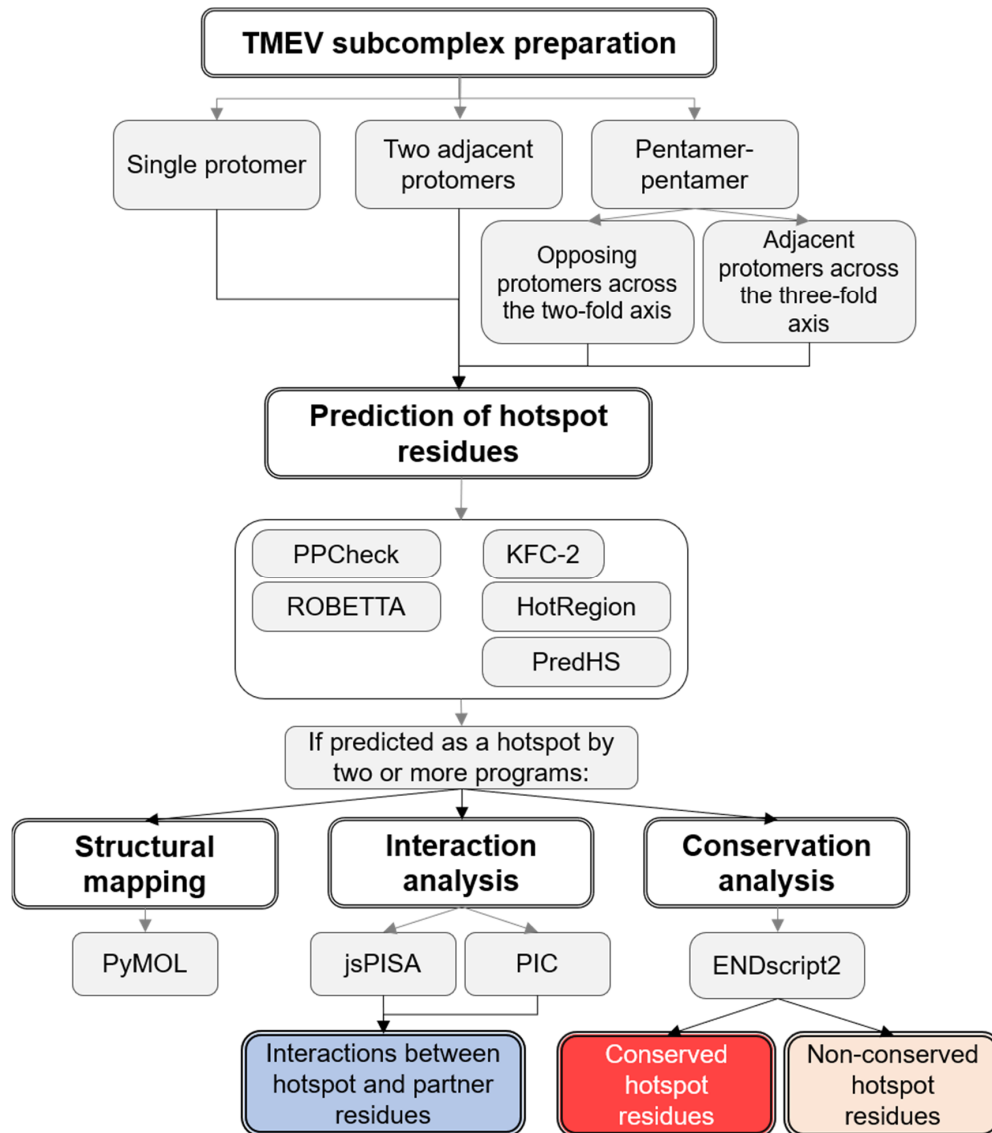 TMEV subcomplex preparation
Single protomer
Two adjacent
protomers
Pentamer-
pentamer
Opposing
protomers across
the two-fold axis
Adjacent
protomers across
the three-fold
axis
Prediction of hotspot
residues
PPCheck
KFC-2
ROBETTA
HotRegion
PredHS
If predicted as a hotspot by
two or more programs:
Structural
mapping
Interaction
analysis
Conservation
analysis
PyMOL
jsPISA
PIC
ENDscript2
Interactions between
hotspot and partner
residues
Conserved
hotspot
residues
Non-conserved
hotspot
residues